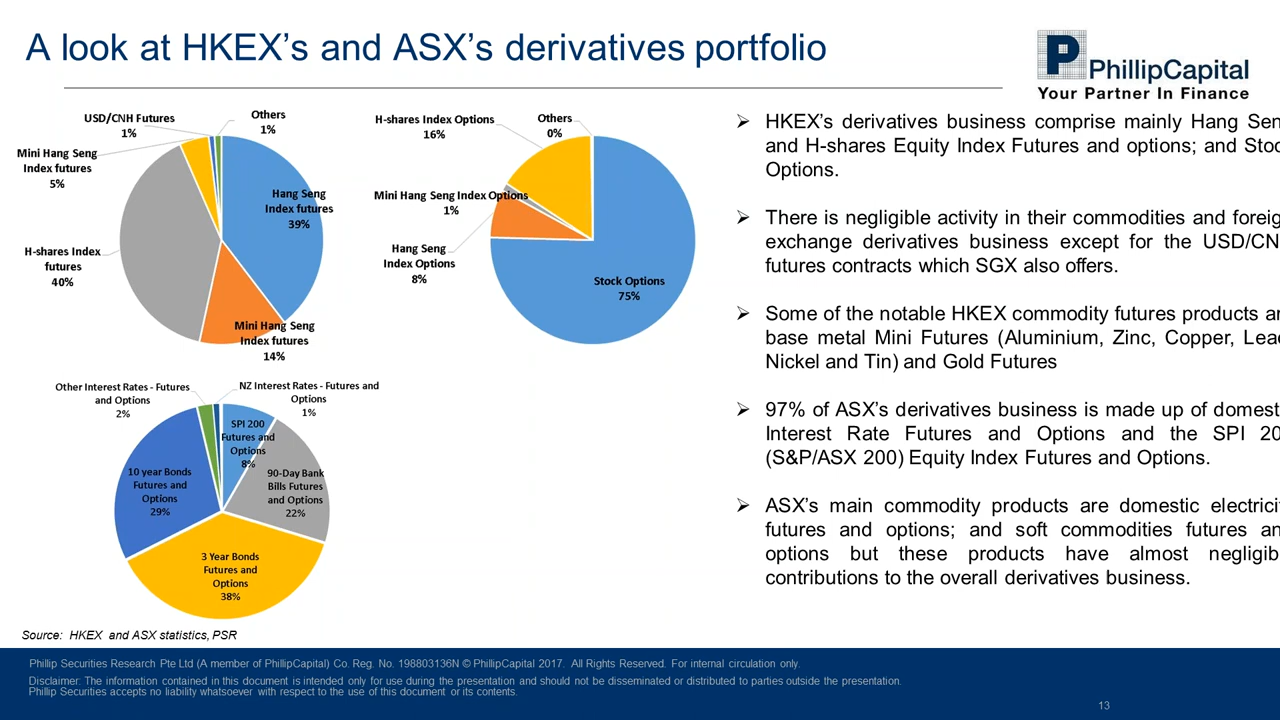 A look at HKEX’s and ASX’s derivatives portfolio
PhillipCapital
Your Partner In Finance
USD/CNH Futures
1%
Others
1%
Mini Hang Seng
Index futures
5%
Hang Seng
Index futures
39%
H-shares Index
futures
40%
Mini Hang Seng
Index futures
14%
H-shares Index Options
16%
Others
0%
Mini Hang Seng Index Options
1%
Hang Seng
Index Options
8%
Stock Options
75%
Other Interest Rates - Futures
and Options
2%
NZ Interest Rates - Futures and
Options
1%
SPI 200
Futures and
Options
8%
90-Day Bank
Bills Futures
and Options
22%
10 year Bonds
Futures and
Options
29%
3 Year Bonds
Futures and
Options
38%
HKEX’s derivatives business comprise mainly Hang Sen
and H-shares Equity Index Futures and options; and Stoc
Options.
There is negligible activity in their commodities and foreig
exchange derivatives business except for the USD/CN
futures contracts which SGX also offers.
Some of the notable HKEX commodity futures products ar
base metal Mini Futures (Aluminium, Zinc, Copper, Lead
Nickel and Tin) and Gold Futures
97% of ASX’s derivatives business is made up of domest
Interest Rate Futures and Options and the SPI 20
(S&P/ASX 200) Equity Index Futures and Options.
ASX’s main commodity products are domestic electricit
futures and options; and soft commodities futures an
options but these products have almost negligib
contributions to the overall derivatives business.
Source: HKEX and ASX statistics, PSR
Phillip Securities Research Pte Ltd (A member of PhillipCapital) Co. Reg. No. 198803136N © PhillipCapital 2017. All Rights Reserved. For internal circulation only.
Disclaimer: The information contained in this document is intended only for use during the presentation and should not be disseminated or distributed to parties outside the presentation.
Phillip Securities accepts no liability whatsoever with respect to the use of this document or its contents.
13